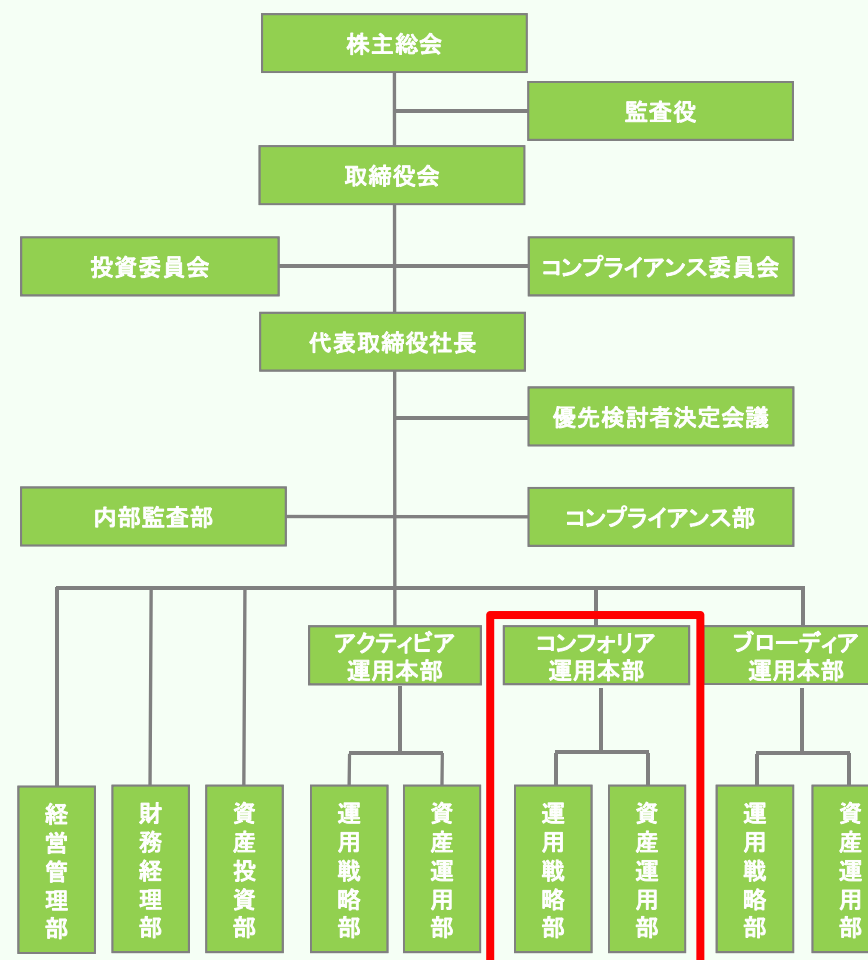 株主総会
監査役
取締役会
投資委員会
コンプライアンス委員会
代表取締役社長
優先検討者決定会議
内部監査部
コンプライアンス部
アクティビア
運用本部
コンフォリア
運用本部
ブローディア
運用本部
経営管理部
財務経理部
資産投資部
運用戦略部
資産運用部
運用戦略部
資産運用部
運用戦略部
資産運用部